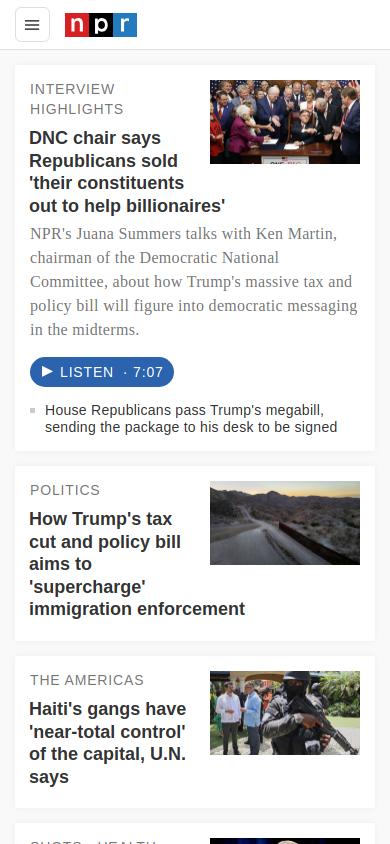 npr
INTERVIEW
HIGHLIGHTS
DNC chair says
Republicans sold
'their constituents
out to help billionaires'
NPR's Juana Summers talks with Ken Martin,
chairman of the Democratic National
Committee, about how Trump's massive tax and
policy bill will figure into democratic messaging
in the midterms.
LISTEN · 7:07
House Republicans pass Trump's megabill,
sending the package to his desk to be signed
POLITICS
How Trump's tax
cut and policy bill
aims to
'supercharge'
immigration enforcement
THE AMERICAS
Haiti's gangs have
'near-total control'
of the capital, U.N.
says